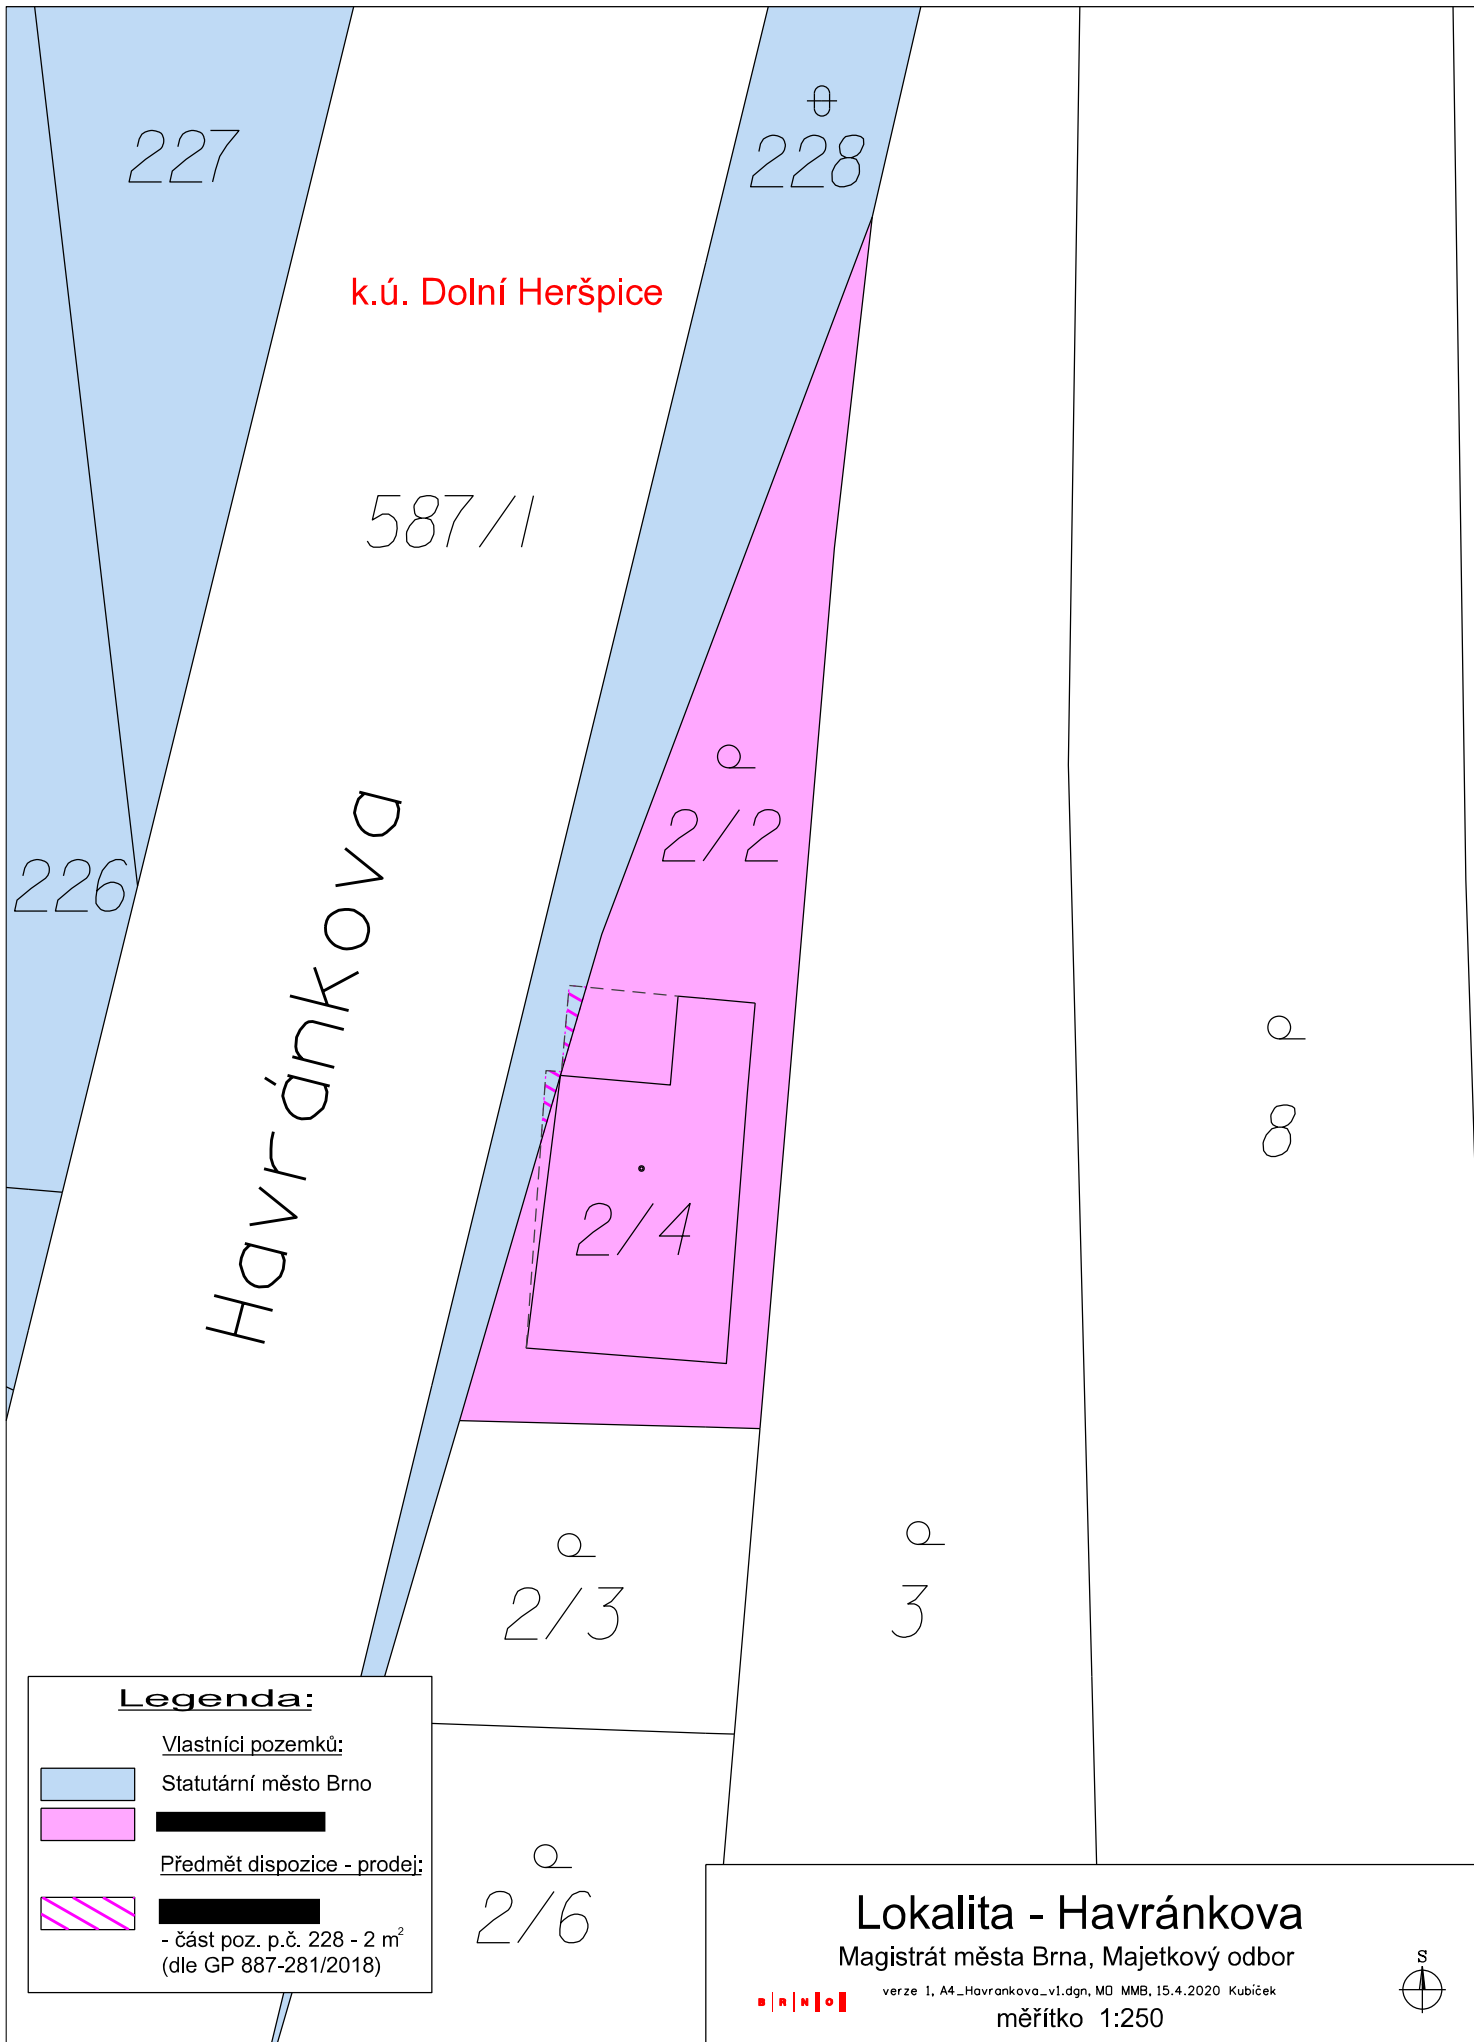 227
228
k.ú. Dolní Heršpice
587/1
2/2
226
Havránkova
8
2/4
2/3
3
Legenda:
Vlastníci pozemků:
Statutární město Brno
Předmět dispozice - prodej:
- část poz. p.č. 228 - 2 m²
(dle GP 887-281/2018)
2/6
Lokalita - Havránkova
Magistrát města Brna, Majetkový odbor
verze 1, A4_Havrankova_v1.dgn, MO MMB, 15.4.2020 Kubíček
B R N O
měřítko 1:250
S